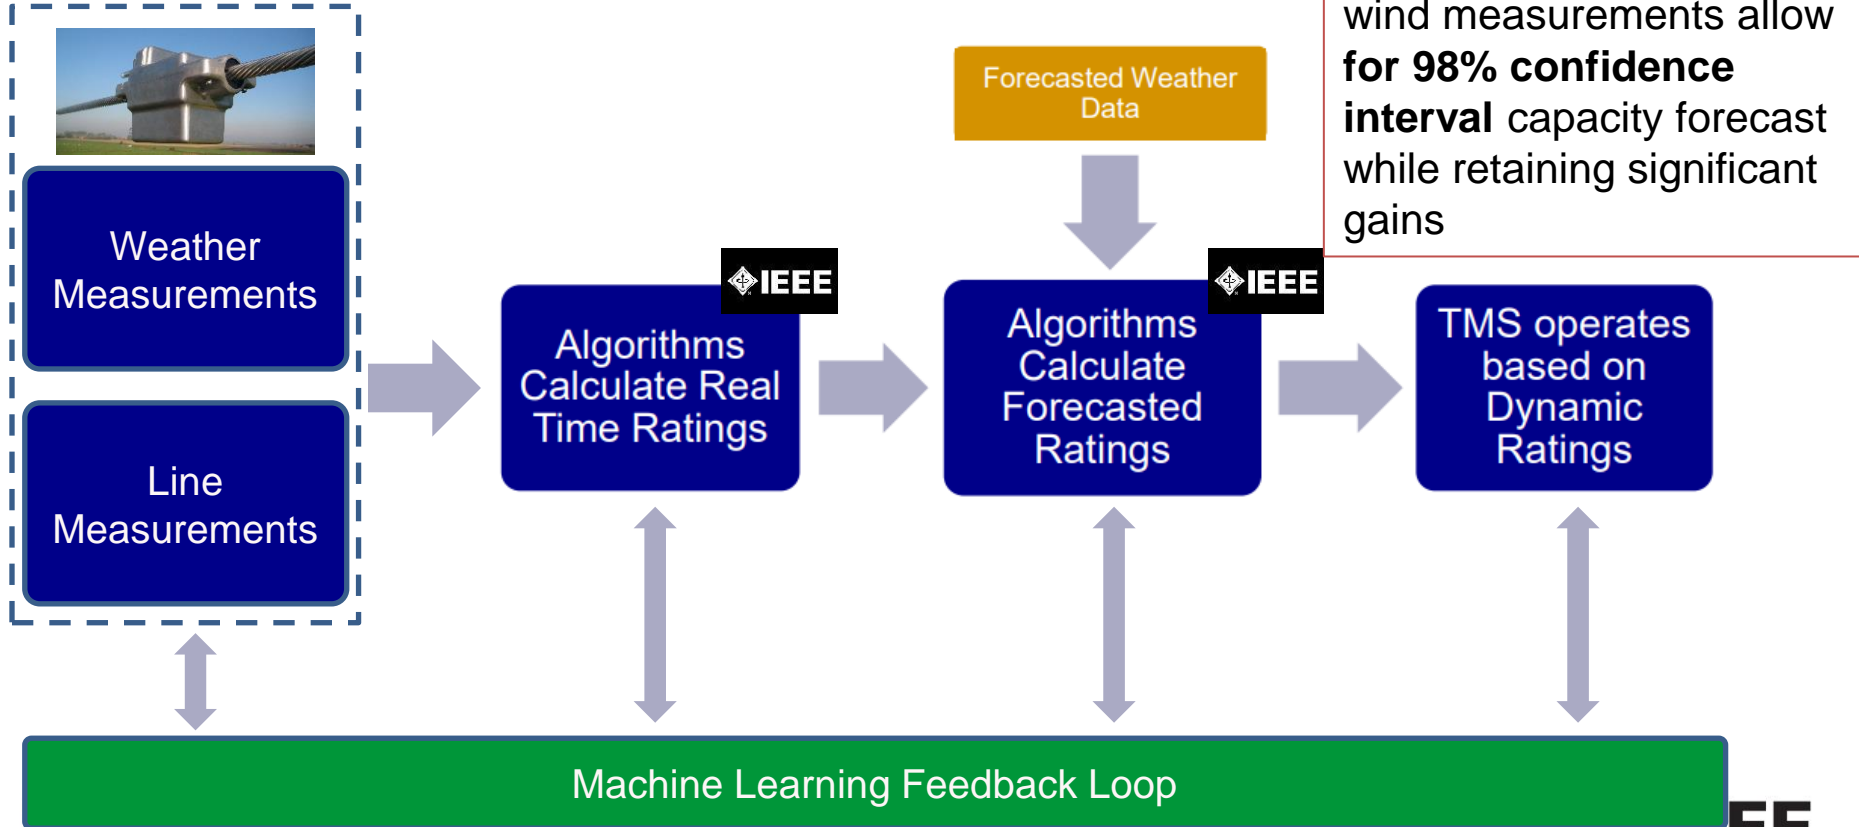 wind measurements allow
for 98% confidence
interval capacity forecast
while retaining significant
gains
Forecasted Weather
Data
Weather
Measurements
Line
Measurements
IEEE
Algorithms
Calculate Real
Time Ratings
IEEE
Algorithms
Calculate
Forecasted
Ratings
TMS operates
based on
Dynamic
Ratings
Machine Learning Feedback Loop